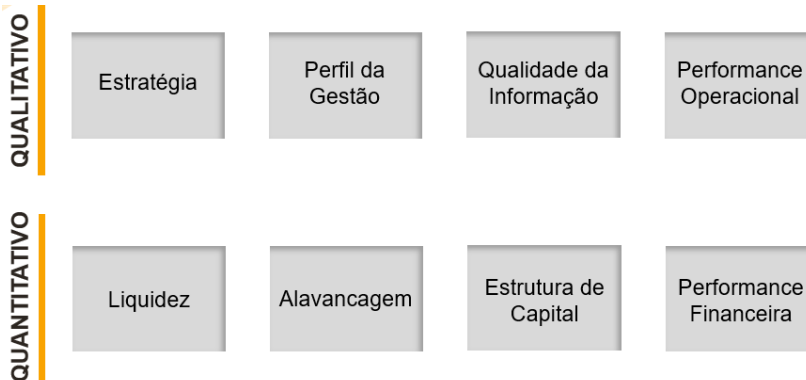 QUALITATIVO
Estratégia
Perfil da
Gestão
Qualidade da
Informação
Performance
Operacional
QUANTITATIVO
Liquidez
Alavancagem
Estrutura de
Capital
Performance
Financeira